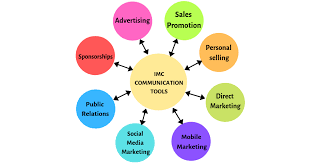 Advertising
Sales
Promotion
Personal
selling
Direct
Marketing
Mobile
Marketing
Social
Media
Marketing
Public
Relations
Sponsorships
IMC
COMMUNICATION
TOOLS